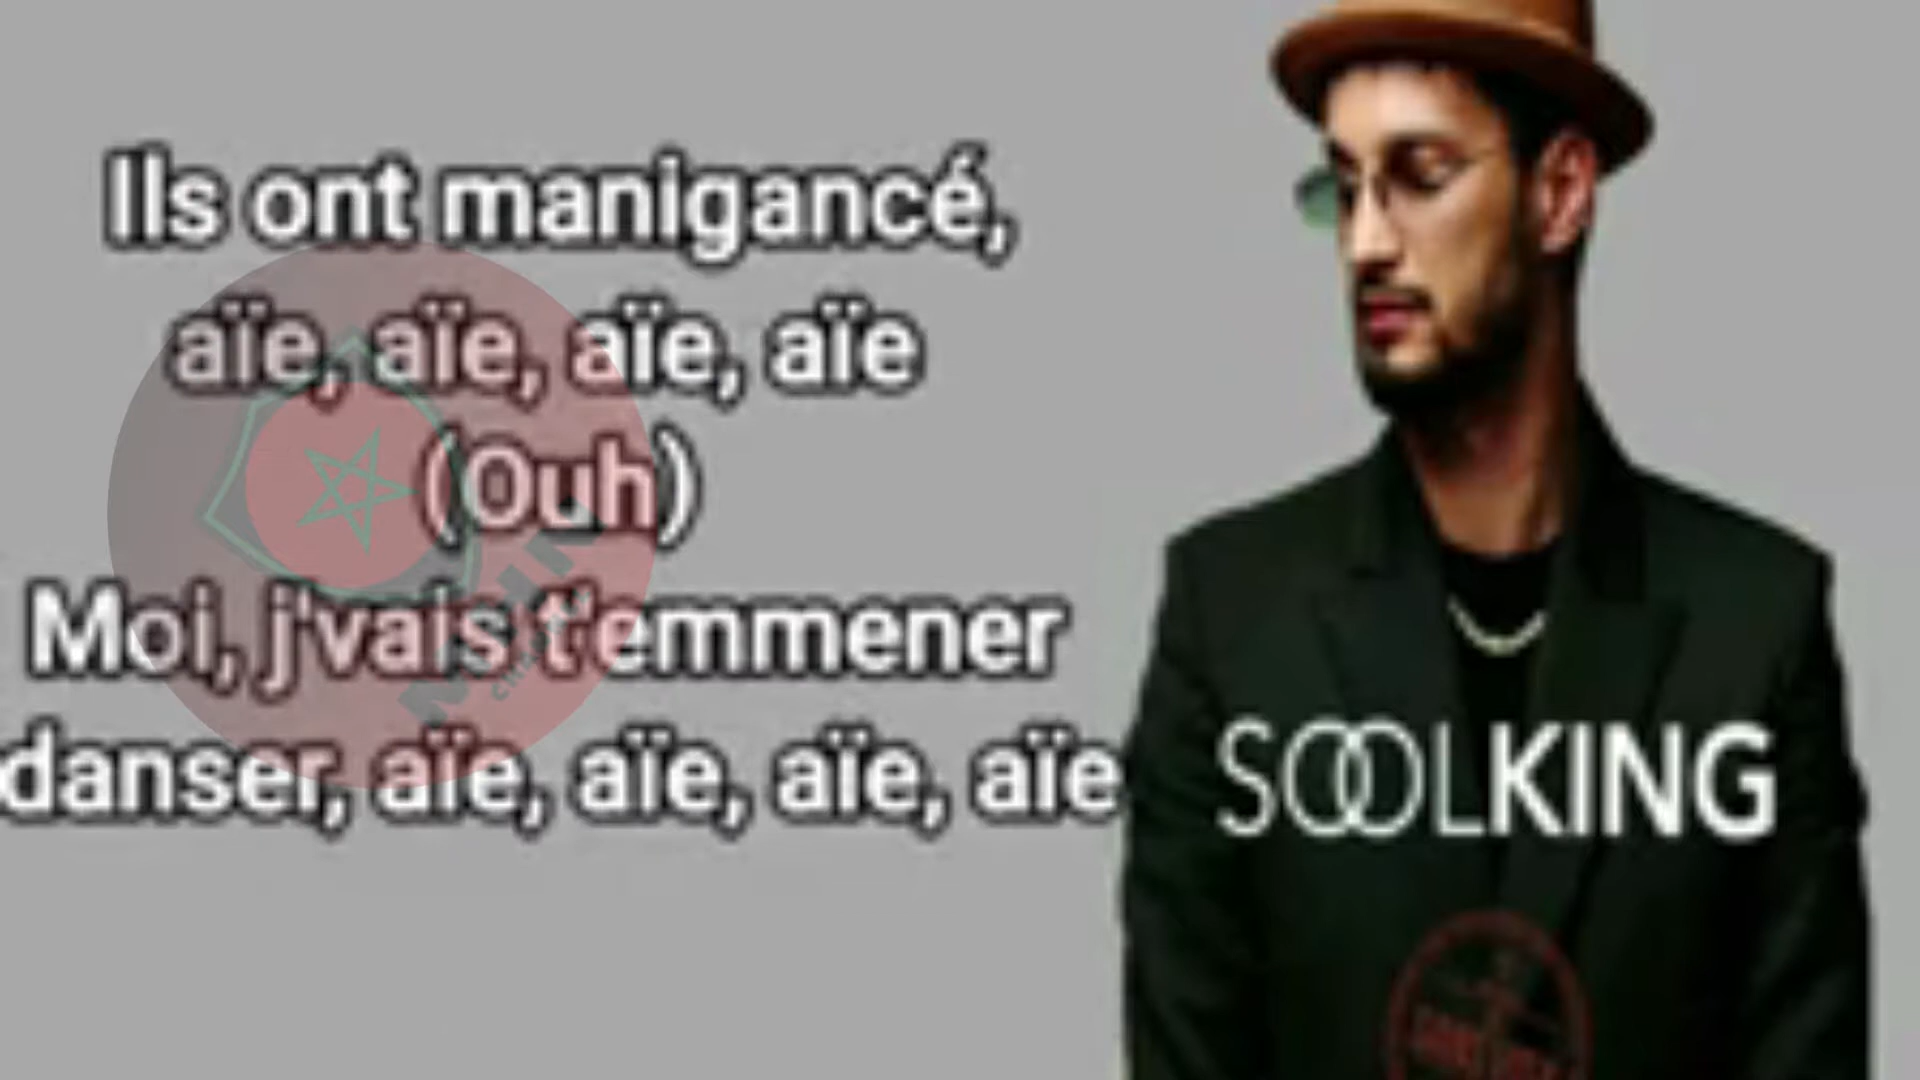 Ils ont manigancé,
aïe, aïe, aïe, aïe
(Ouh)
Moi, j'vais t'emmener
danser, aïe, aïe, aïe, aïe
SOOLKING